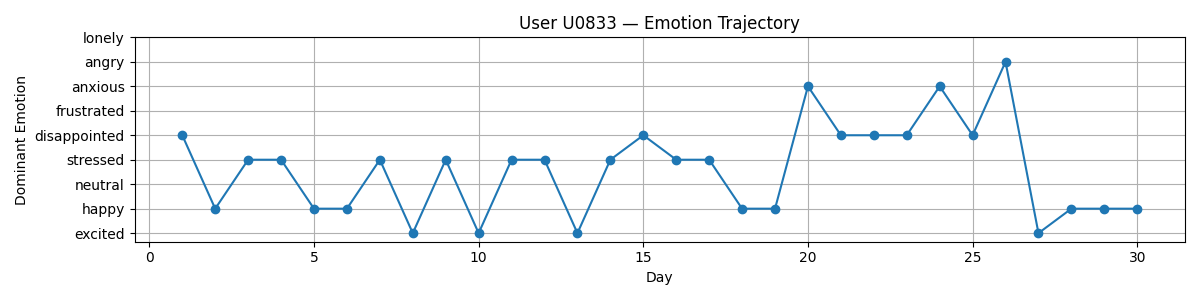 User U0833 — Emotion Trajectory
Dominant Emotion
lonely
angry
anxious
frustrated
disappointed
stressed
neutral
happy
excited
0 5 10 15 20 25 30
Day